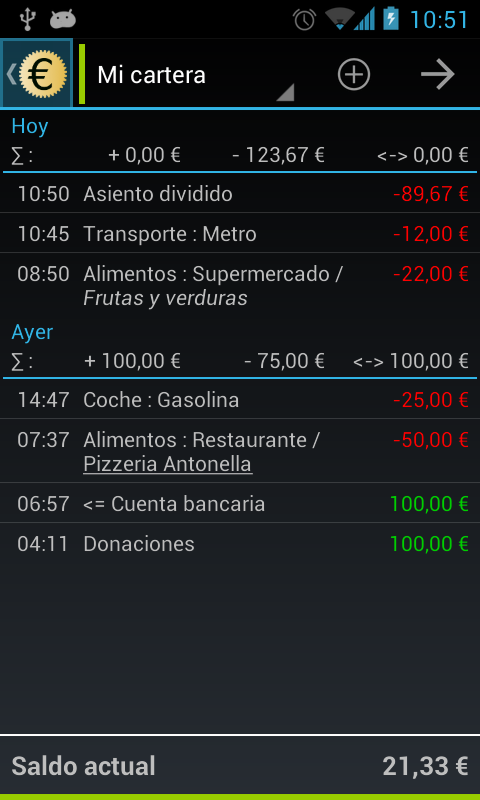 10:51
€ Mi cartera
Hoy
∑ : + 0,00 € - 123,67 € <-> 0,00 €
10:50 Asiento dividido -89,67 €
10:45 Transporte : Metro -12,00 €
08:50 Alimentos : Supermercado / -22,00 €
Frutas y verduras
Ayer
∑ : + 100,00 € - 75,00 € <-> 100,00 €
14:47 Coche : Gasolina -25,00 €
07:37 Alimentos : Restaurante / -50,00 €
Pizzeria Antonella
06:57 <= Cuenta bancaria 100,00 €
04:11 Donaciones 100,00 €
Saldo actual 21,33 €